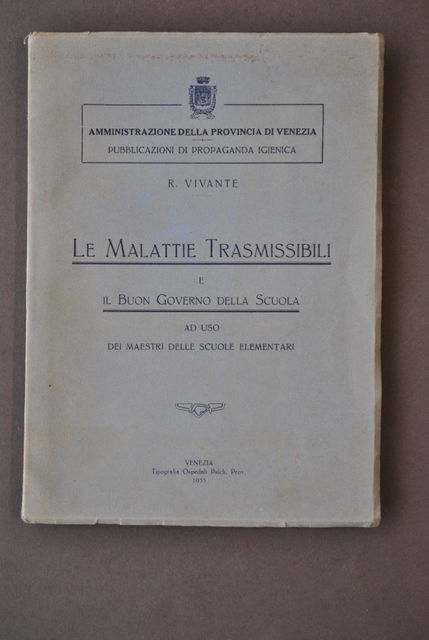 AMMINISTRAZIONE DELLA PROVINCIA DI VENEZIA
PUBBLICAZIONI DI PROPAGANDA IGIENICA
R. VIVANTE
LE MALATTIE TRASMISSIBILI
E
IL BUON GOVERNO DELLA SCUOLA
AD USO
DEI MAESTRI DELLE SCUOLE ELEMENTARI
VENEZIA
Tipografia Ospedali Psich. Prov.